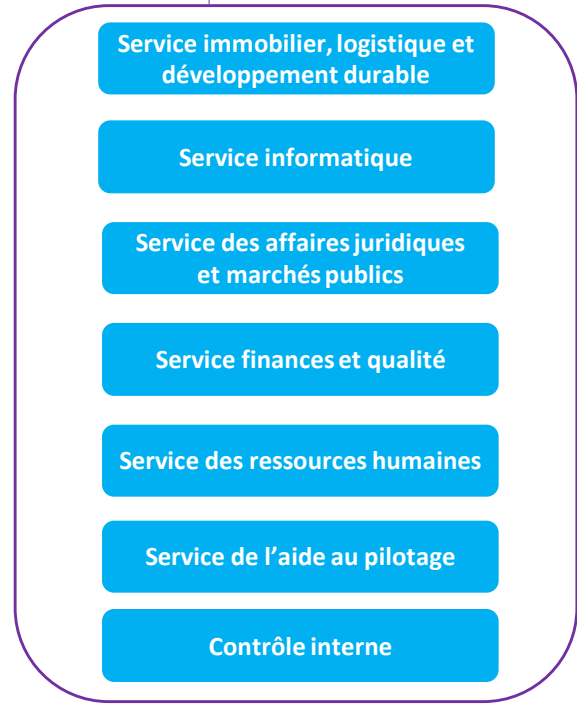 Service immobilier, logistique et
développement durable
Service informatique
Service des affaires juridiques
et marchés publics
Service finances et qualité
Service des ressources humaines
Service de l’aide au pilotage
Contrôle interne